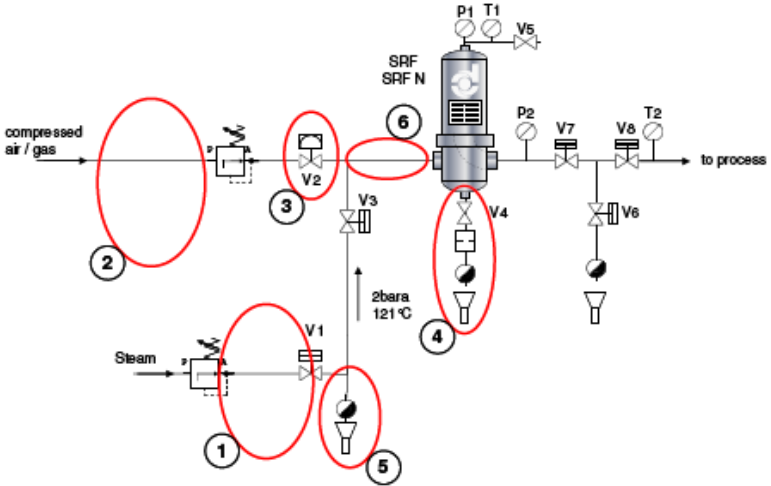 P1 T1
V5
SRF
SRF N
6
compressed
air / gas
P A
V2
3
P2
V7
V8
T2
to process
V3
V4
V6
2
2bara
121°C
4
V1
Steam
P A
1
5